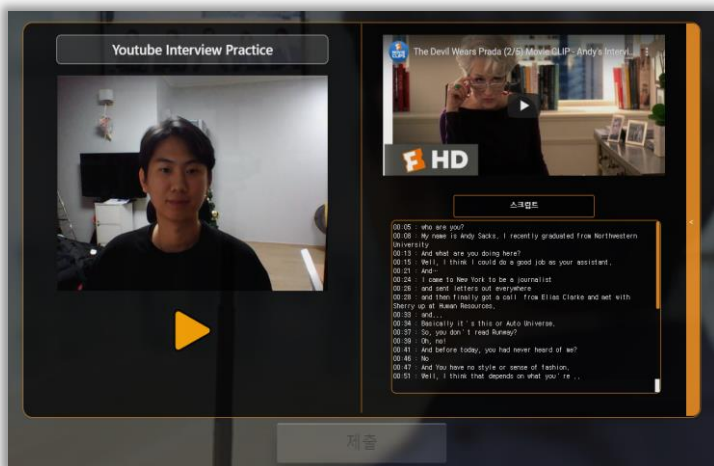 Youtube Interview Practice
The Devil Wears Prada (2/5) Movie CLIP - Andy's Intervi...
HD
스크립트
00:05 : who are you?
00:08 : My name is Andy Sacks. I recently graduated from Northwestern
University
00:13 : And what are you doing here?
00:15 : Well, I think I could do a good job as your assistant.
00:21 : And-
00:24 : I came to New York to be a journalist
00:26 : and sent letters out everywhere
00:28 : and then finally got a call from Elias Clarke and met with
Sherry up at Human Resources.
00:33 : and...
00:34 : Basically it's this or Auto Universe.
00:37 : So, you don't read Runway?
00:39 : Oh, no!
00:41 : And before today, you had never heard of me?
00:46 : No
00:47 : And You have no style or sense of fashion.
00:51 : Well, I think that depends on what you're ..
<
제출